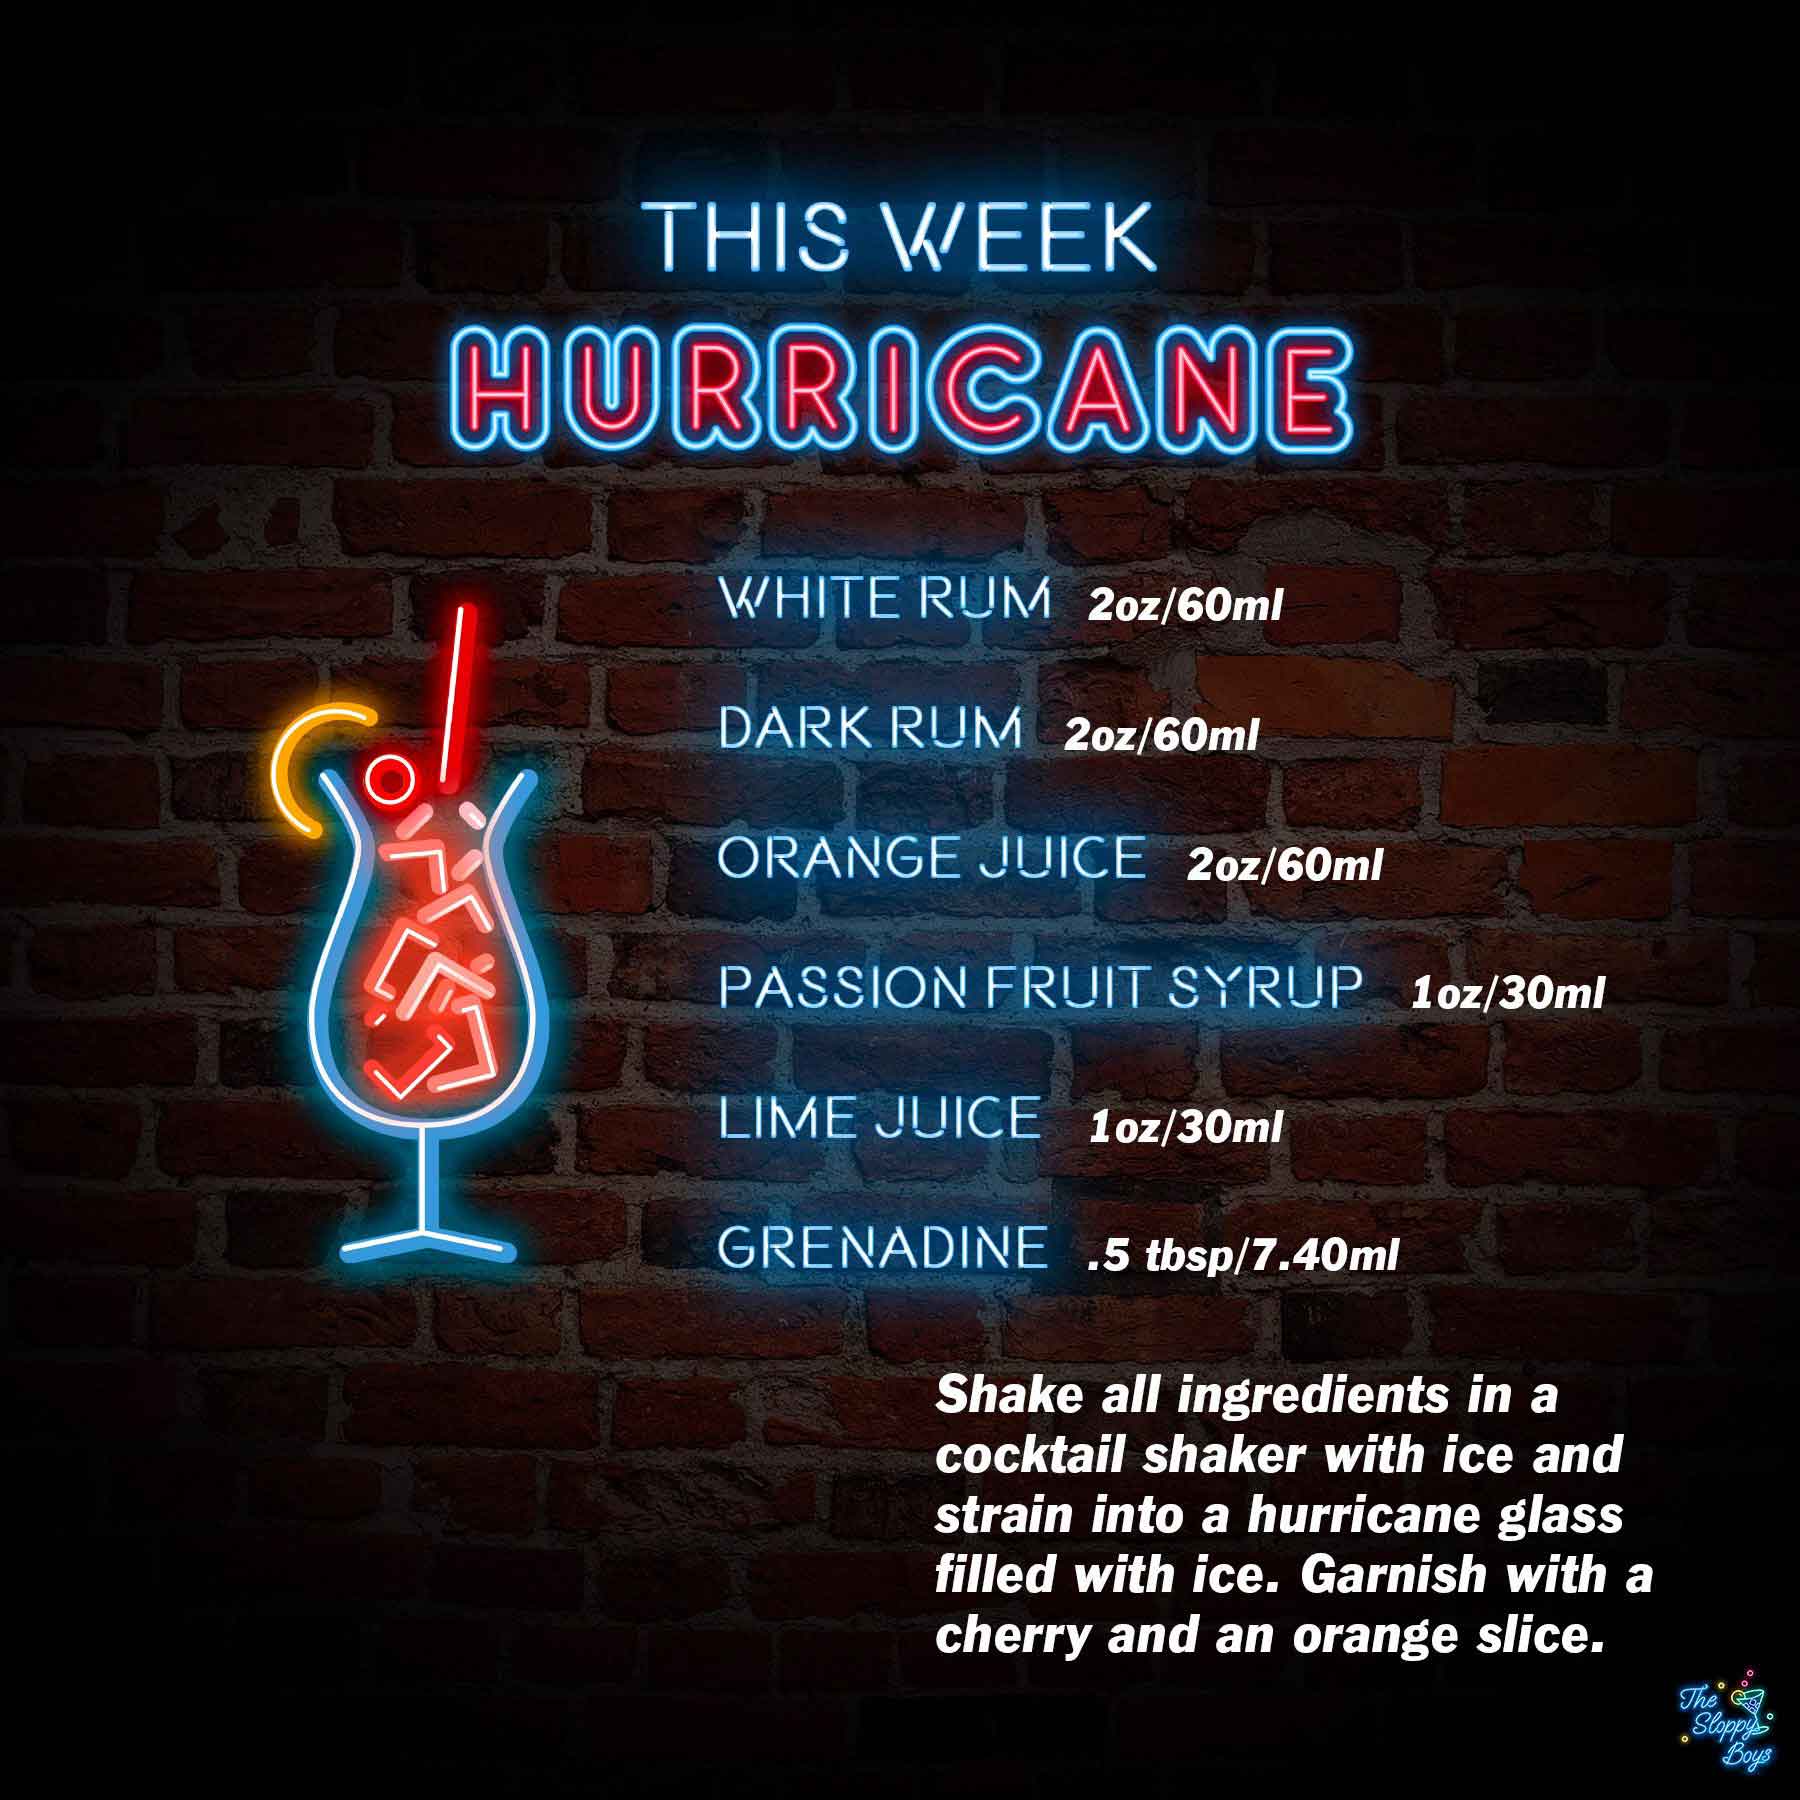 THIS WEEK
HURRICANE
WHITE RUM 2oz/60ml
DARK RUM 2oz/60ml
ORANGE JUICE 2oz/60ml
PASSION FRUIT SYRUP 1oz/30ml
LIME JUICE 1oz/30ml
GRENADINE .5 tbsp/7.40ml
Shake all ingredients in a
cocktail shaker with ice and
strain into a hurricane glass
filled with ice. Garnish with a
cherry and an orange slice.
The
Sloppy
Boys